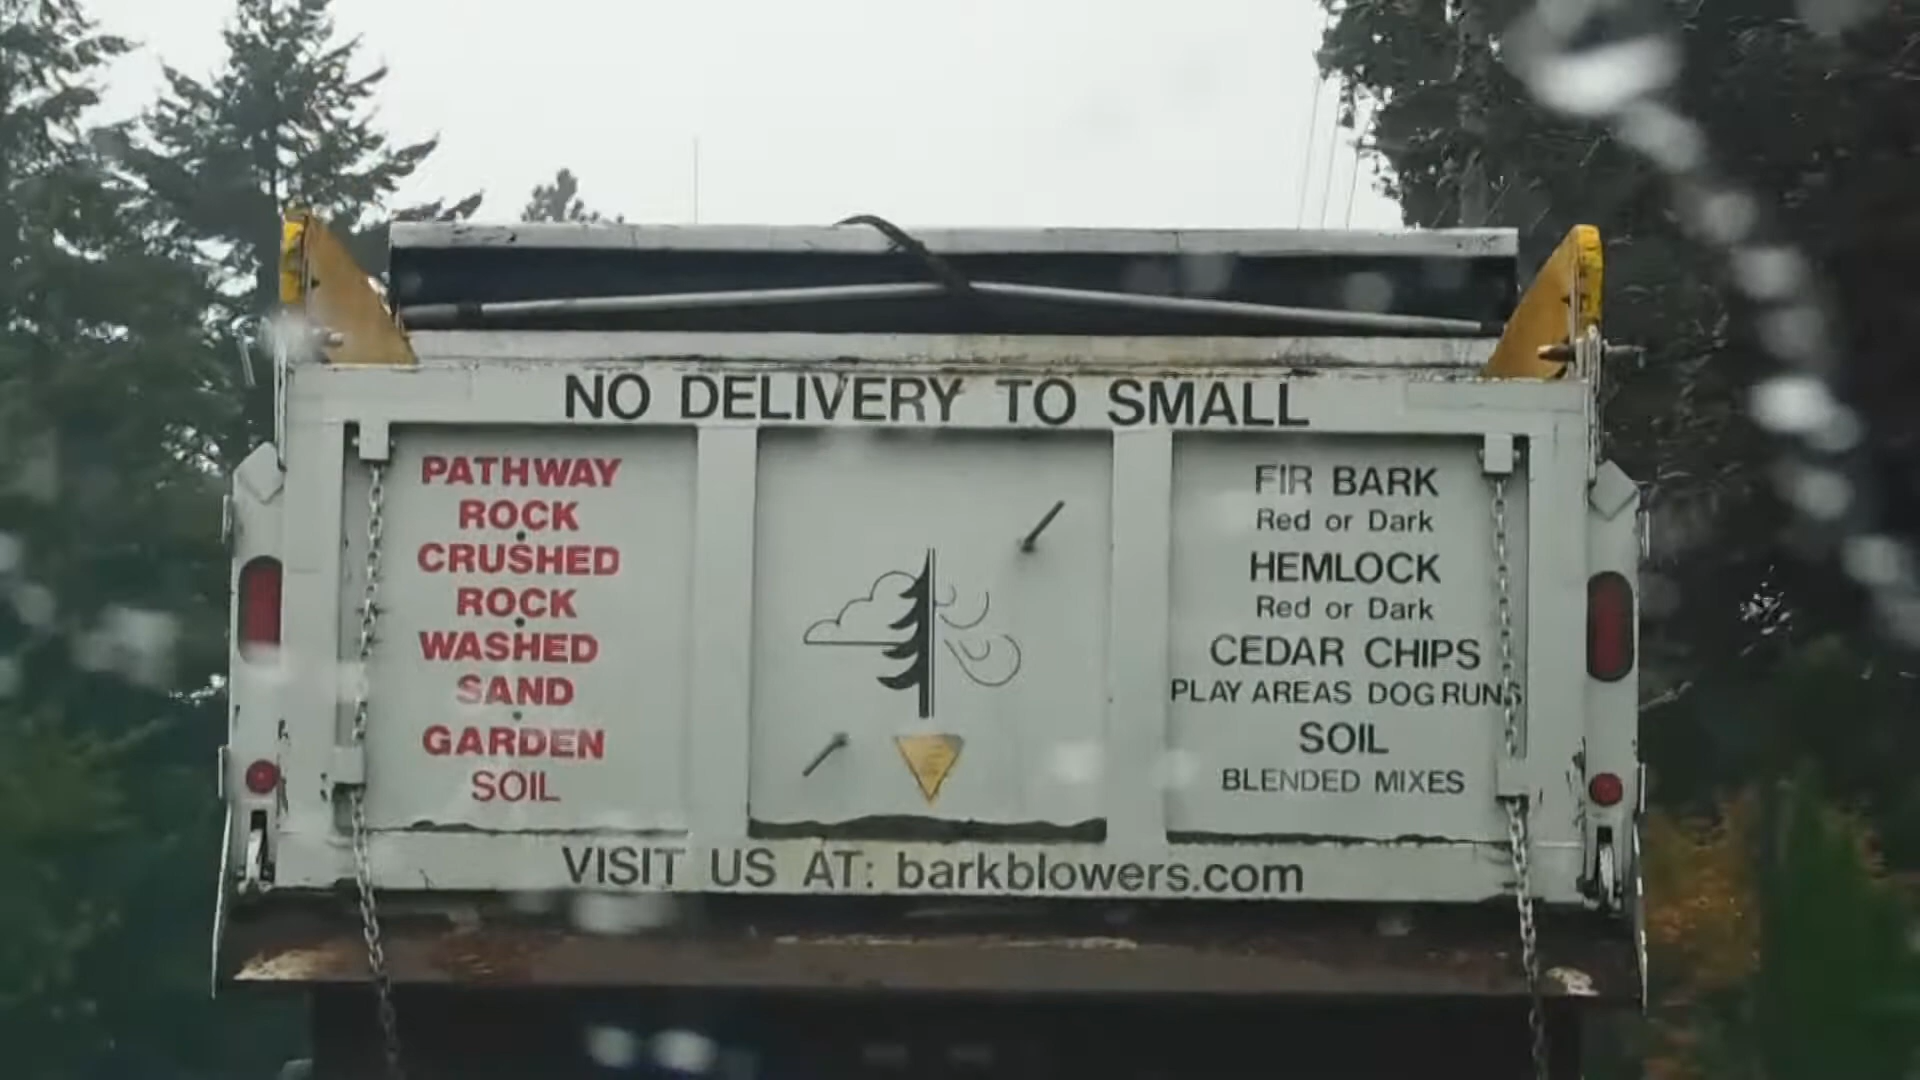 NO DELIVERY TO SMALL
PATHWAY
ROCK
CRUSHED
ROCK
WASHED
SAND
GARDEN
SOIL
FIR BARK
Red or Dark
HEMLOCK
Red or Dark
CEDAR CHIPS
PLAY AREAS DOG RUNS
SOIL
BLENDED MIXES
VISIT US AT: barkblowers.com